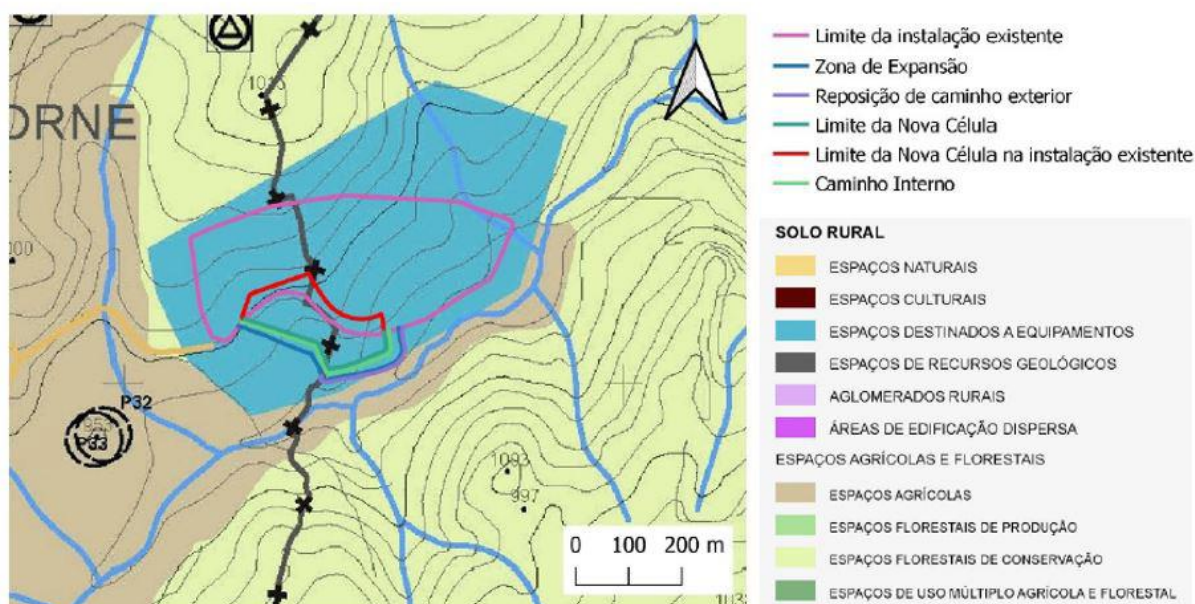 1015
ORNE
P32
P33
1093
997
0 100 200 m
Limite da instalação existente
Zona de Expansão
Reposição de caminho exterior
Limite da Nova Célula
Limite da Nova Célula na instalação existente
Caminho Interno
SOLO RURAL
ESPAÇOS NATURAIS
ESPAÇOS CULTURAIS
ESPAÇOS DESTINADOS A EQUIPAMENTOS
ESPAÇOS DE RECURSOS GEOLÓGICOS
AGLOMERADOS RURAIS
ÁREAS DE EDIFICAÇÃO DISPERSA
ESPAÇOS AGRÍCOLAS E FLORESTAIS
ESPAÇOS AGRÍCOLAS
ESPAÇOS FLORESTAIS DE PRODUÇÃO
ESPAÇOS FLORESTAIS DE CONSERVAÇÃO
ESPAÇOS DE USO MÚLTIPLO AGRÍCOLA E FLORESTAL